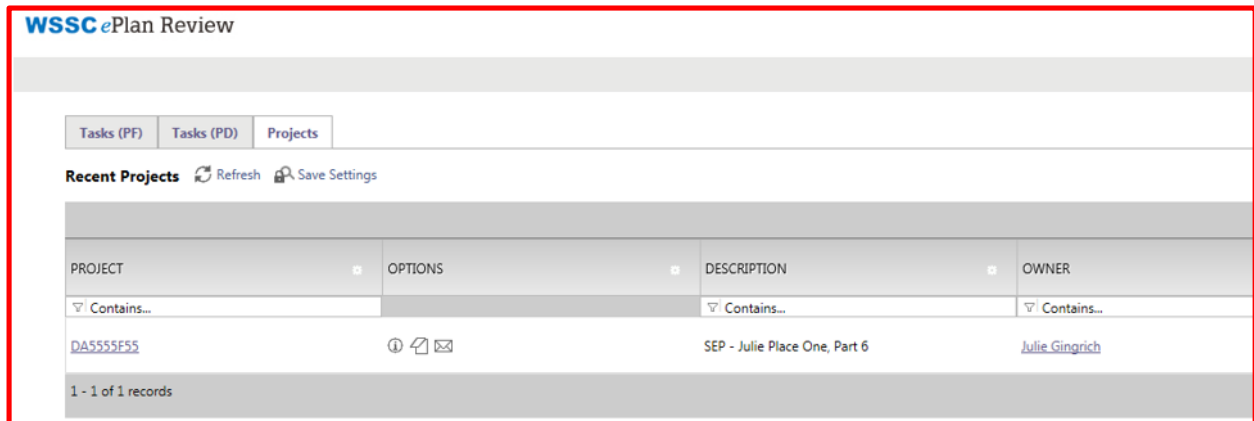 WSSC ePlan Review
Tasks (PF) Tasks (PD) Projects
Recent Projects Refresh Save Settings
PROJECT OPTIONS DESCRIPTION OWNER
Contains... Contains... Contains...
DA5555F55 SEP - Julie Place One, Part 6 Julie Gingrich
1 - 1 of 1 records